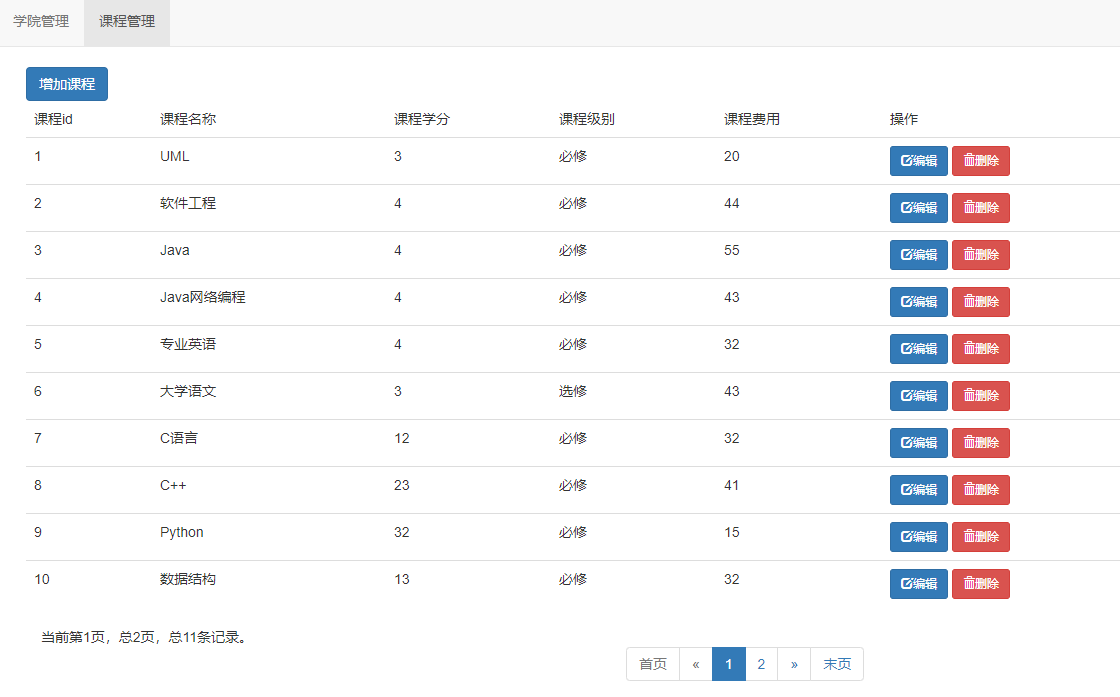 学院管理 课程管理
增加课程
课程id 课程名称 课程学分 课程级别 课程费用 操作
1 UML 3 必修 20 编辑 删除
2 软件工程 4 必修 44 编辑 删除
3 Java 4 必修 55 编辑 删除
4 Java网络编程 4 必修 43 编辑 删除
5 专业英语 4 必修 32 编辑 删除
6 大学语文 3 选修 43 编辑 删除
7 C语言 12 必修 32 编辑 删除
8 C++ 23 必修 41 编辑 删除
9 Python 32 必修 15 编辑 删除
10 数据结构 13 必修 32 编辑 删除
当前第1页，总2页，总11条记录。
首页 « 1 2 » 末页